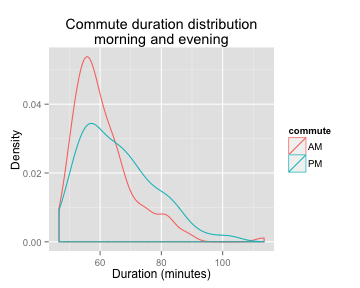 Commute duration distribution
morning and evening
Density
0.04
0.02
0.00
60
80
100
Duration (minutes)
commute
AM
PM